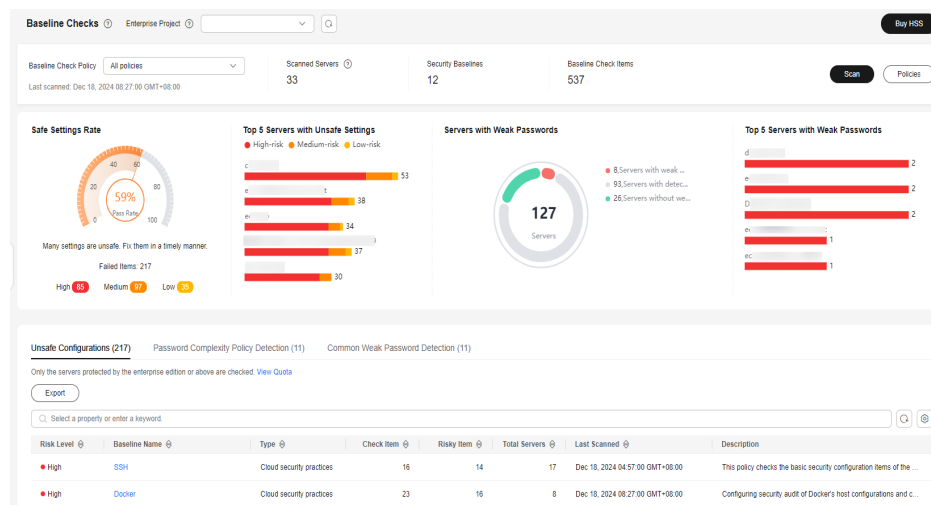 Baseline Checks Enterprise Project
Buy HSS
Baseline Check Policy All policies
Last scanned: Dec 18, 2024 08:27:00 GMT+08:00
Scanned Servers
33
Security Baselines
12
Baseline Check Items
537
Scan Policies
Safe Settings Rate
0 20 40 60 80 100
59%
Pass Rate
Many settings are unsafe. Fix them in a timely manner.
Failed Items: 217
High 85 Medium 97 Low 35
Top 5 Servers with Unsafe Settings
High-risk Medium-risk Low-risk
c
53
e t
38
34
37
30
Servers with Weak Passwords
127
Servers
8,Servers with weak ...
93,Servers with detec...
26,Servers without we...
Top 5 Servers with Weak Passwords
d
2
e
2
D
2
1
ec
1
Unsafe Configurations (217) Password Complexity Policy Detection (11) Common Weak Password Detection (11)
Only the servers protected by the enterprise edition or above are checked. View Quota
Export
Select a property or enter a keyword.
Risk Level Baseline Name Type Check Item Risky Item Total Servers Last Scanned Description
High SSH Cloud security practices 16 14 17 Dec 18, 2024 04:57:00 GMT+08:00 This policy checks the basic security configuration items of the ...
High Docker Cloud security practices 23 16 8 Dec 18, 2024 08:27:00 GMT+08:00 Configuring security audit of Docker's host configurations and c...